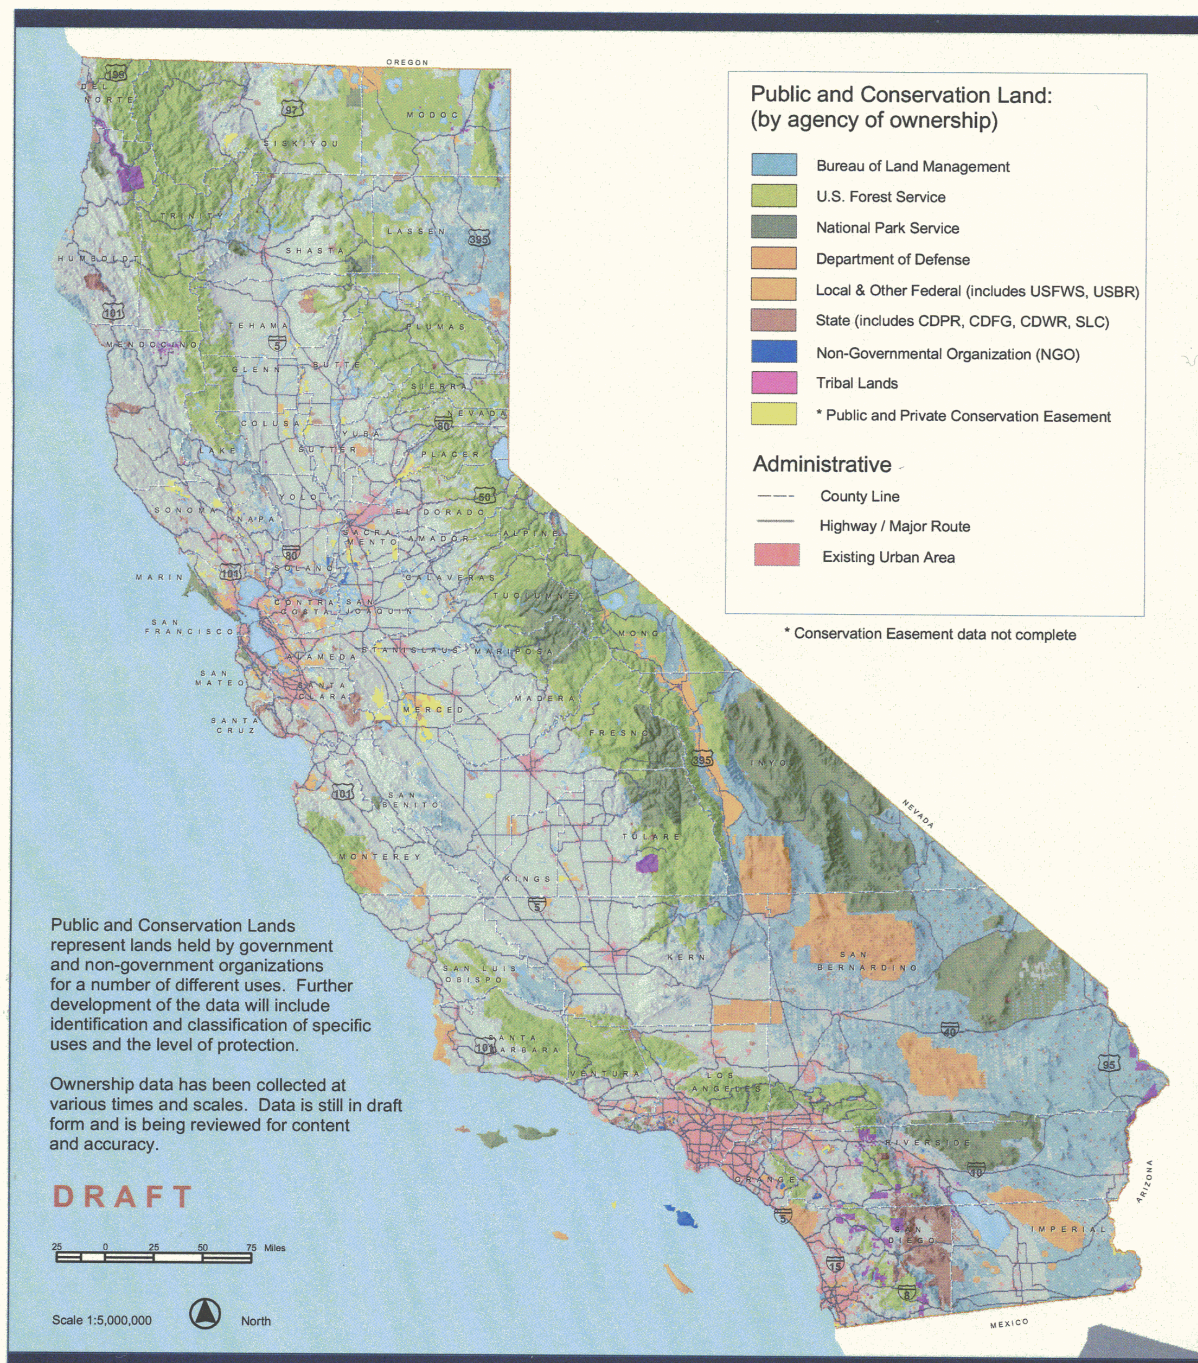 OREGON
Public and Conservation Land:
(by agency of ownership)
Bureau of Land Management
U.S. Forest Service
National Park Service
Department of Defense
Local & Other Federal (includes USFWS, USBR)
State (includes CDPR, CDFG, CDWR, SLC)
Non-Governmental Organization (NGO)
Tribal Lands
* Public and Private Conservation Easement
Administrative
County Line
Highway / Major Route
Existing Urban Area
* Conservation Easement data not complete
199
DEL
NORTE
97
MODOC
SISKIYOU
TRINITY
LASSEN
395
SHASTA
HUMBOLDT
101
TEHAMA
PLUMAS
5
MENDOCINO
GLENN
BUTTE
SIERRA
NEVADA
80
COLUSA
YUBA
LAKE
SUTTER
PLACER
YOLO
50
SONOMA
NAPA
EL DORADO
SACRA
MENTO
AMADOR
ALPINE
80
SOLANO
101
MARIN
CALAVERAS
TUOLUMNE
CONTRA
COSTA
SAN
JOAQUIN
SAN
FRANCISCO
MONO
ALAMEDA
STANISLAUS
MARIPOSA
SAN
MATEO
SANTA
CLARA
MERCED
MADERA
SANTA
CRUZ
FRESNO
395
INYO
101
SAN
BENITO
NEVADA
TULARE
MONTEREY
KINGS
5
KERN
SAN
BERNARDINO
SAN LUIS
OBISPO
40
95
101
SANTA
BARBARA
VENTURA
LOS
ANGELES
RIVERSIDE
10
ORANGE
ARIZONA
5
SAN
DIEGO
IMPERIAL
15
8
MEXICO
Public and Conservation Lands
represent lands held by government
and non-government organizations
for a number of different uses. Further
development of the data will include
identification and classification of specific
uses and the level of protection.
Ownership data has been collected at
various times and scales. Data is still in draft
form and is being reviewed for content
and accuracy.
DRAFT
25 0 25 50 75 Miles
Scale 1:5,000,000
North